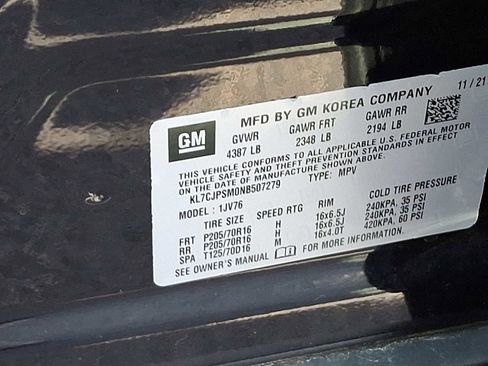 MFD BY GM KOREA COMPANY 11/21
GM
GVWR GAWR FRT GAWR RR
4387 LB 2348 LB 2194 LB
THIS VEHICLE CONFORMS TO ALL APPLICABLE U.S. FEDERAL MOTOR
VEHICLE SAFETY AND THEFT PREVENTION STANDARDS IN EFFECT
ON THE DATE OF MANUFACTURE SHOWN ABOVE.
KL7CJPSM0NB507279 TYPE: MPV
MODEL: 1JV76
TIRE SIZE SPEED RTG RIM COLD TIRE PRESSURE
FRT P205/70R16 H 16x6.5J 240KPA, 35 PSI
RR P205/70R16 H 16x6.5J 240KPA, 35 PSI
SPA T125/70D16 M 16x4.0T 420KPA, 60 PSI
SEE OWNER'S MANUAL FOR MORE INFORMATION.